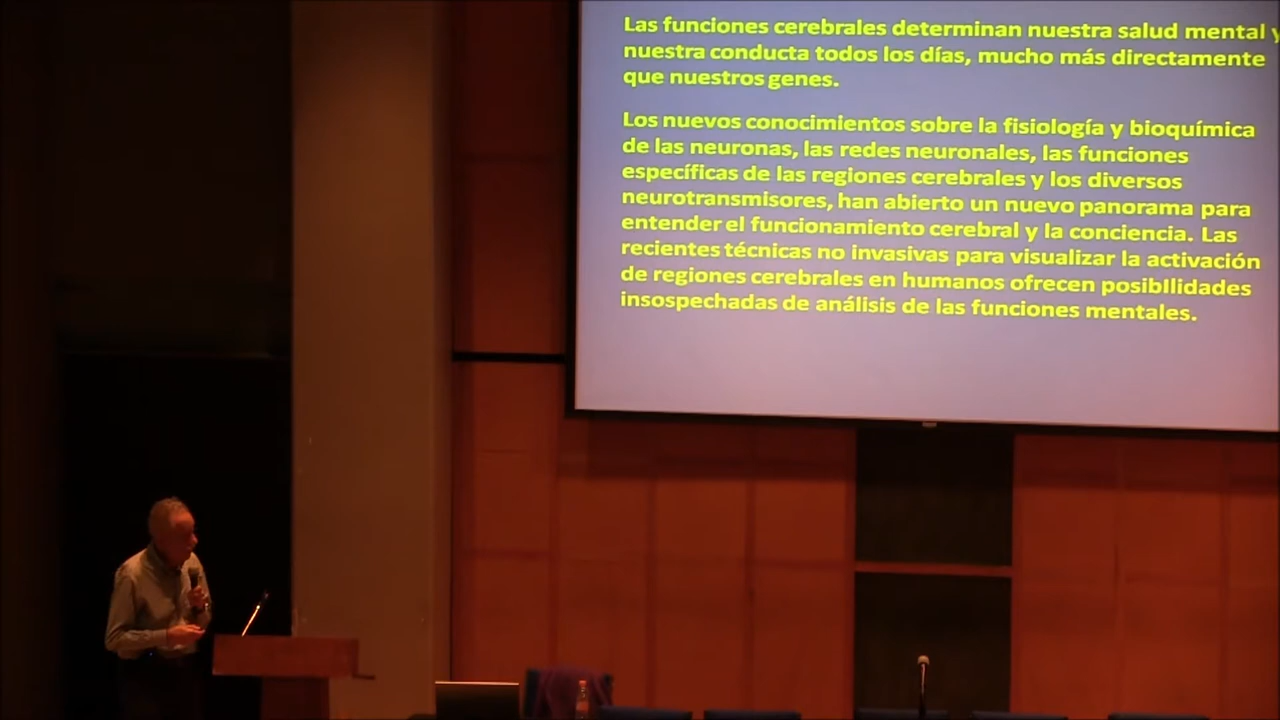 Las funciones cerebrales determinan nuestra salud mental y
nuestra conducta todos los días, mucho más directamente
que nuestros genes.
Los nuevos conocimientos sobre la fisiología y bioquímica
de las neuronas, las redes neuronales, las funciones
específicas de las regiones cerebrales y los diversos
neurotransmisores, han abierto un nuevo panorama para
entender el funcionamiento cerebral y la conciencia. Las
recientes técnicas no invasivas para visualizar la activación
de regiones cerebrales en humanos ofrecen posibIlidades
insospechadas de análisis de las funciones mentales.